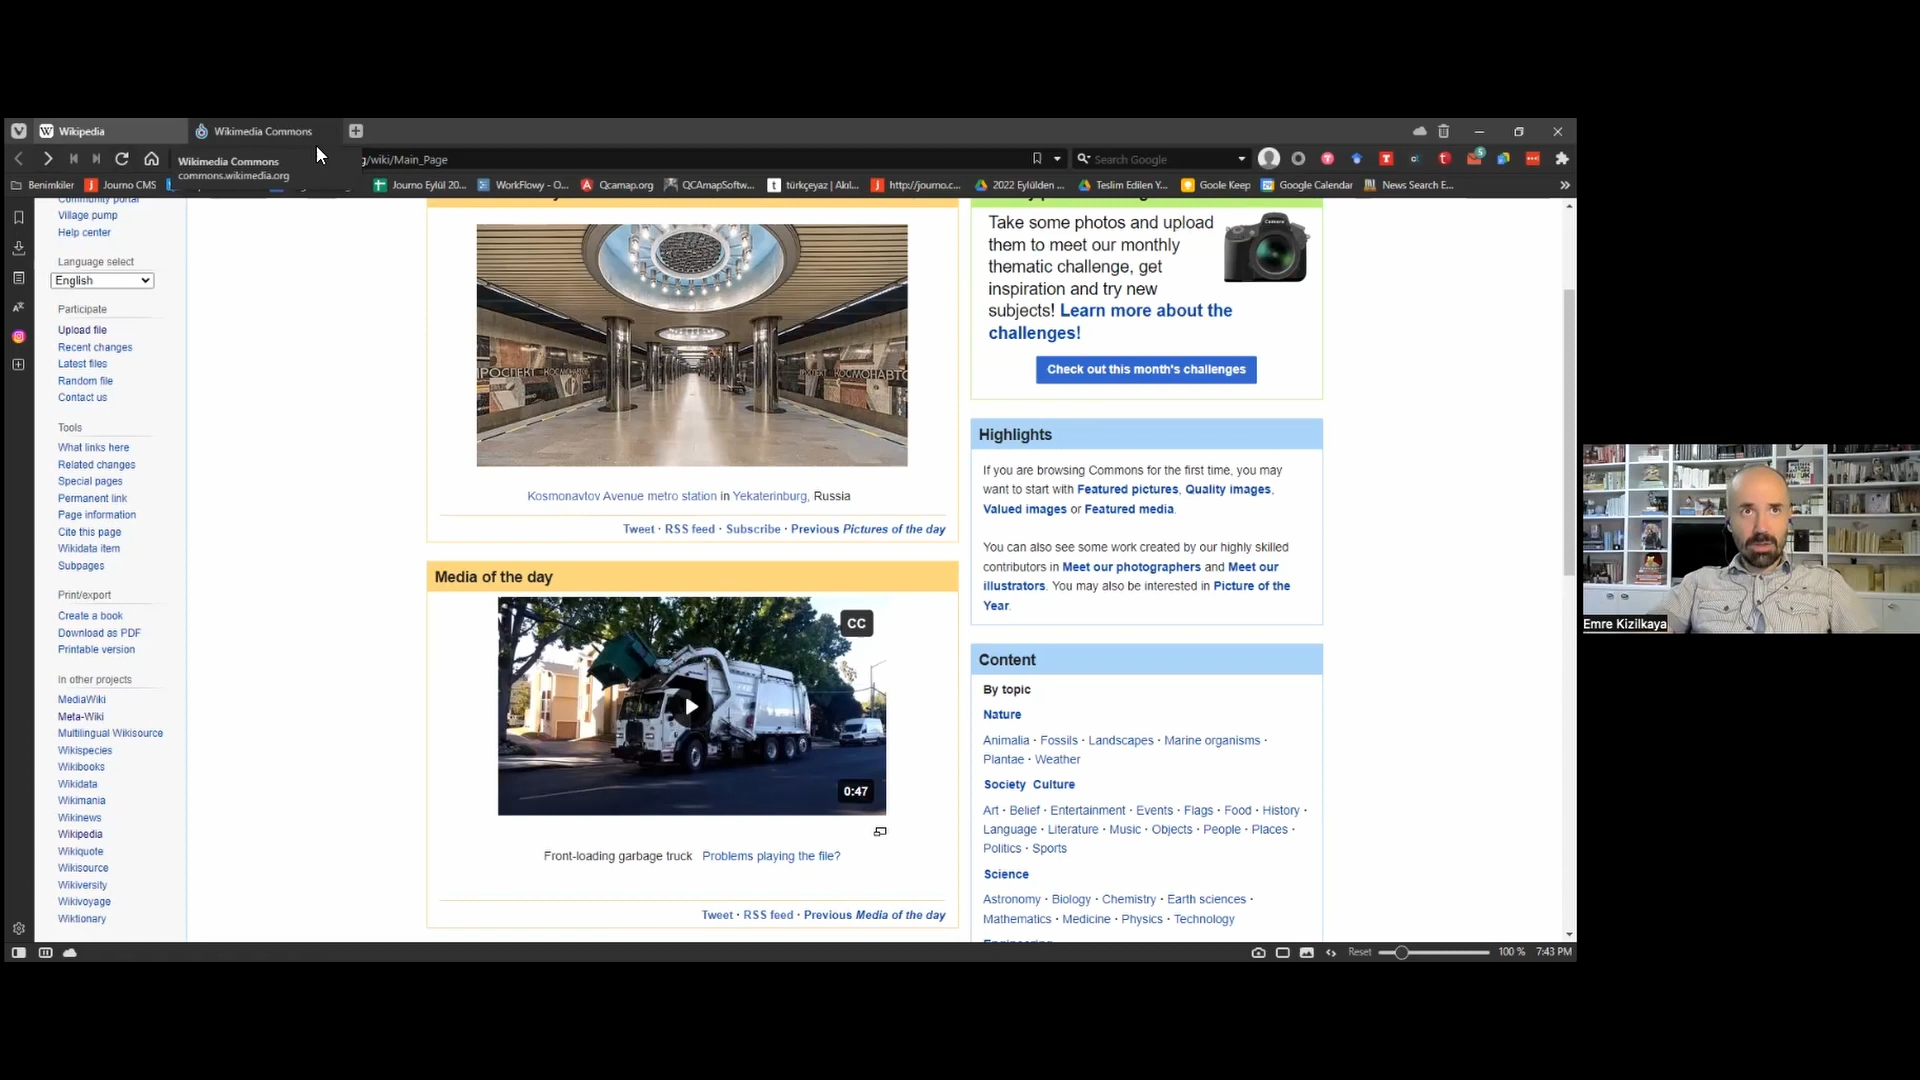 Wikipedia
Wikimedia Commons
Wikimedia Commons
commons.wikimedia.org
g/wiki/Main_Page
Search Google
Benimkiler
Journo CMS
Journo Eylül 20...
WorkFlowy - O...
Qcamap.org
QCAmapSoftw...
türkçeyaz | Akıl...
http://journo.c...
2022 Eylülden ...
Teslim Edilen Y...
Goole Keep
Google Calendar
News Search E...
Community portal
Village pump
Help center
Language select
English
Participate
Upload file
Recent changes
Latest files
Random file
Contact us
Tools
What links here
Related changes
Special pages
Permanent link
Page information
Cite this page
Wikidata item
Subpages
Print/export
Create a book
Download as PDF
Printable version
In other projects
MediaWiki
Meta-Wiki
Multilingual Wikisource
Wikispecies
Wikibooks
Wikidata
Wikimania
Wikinews
Wikipedia
Wikiquote
Wikisource
Wikiversity
Wikivoyage
Wiktionary
РОСПЕКТ КОСМОНАВТОВ
ПРОСПЕКТ КОСМОНАВТО
Kosmonavtov Avenue metro station in Yekaterinburg, Russia
Tweet · RSS feed · Subscribe · Previous Pictures of the day
Media of the day
CC
0:47
Front-loading garbage truck Problems playing the file?
Tweet · RSS feed · Previous Media of the day
Take some photos and upload
them to meet our monthly
thematic challenge, get
inspiration and try new
subjects! Learn more about the
challenges!
Check out this month's challenges
Highlights
If you are browsing Commons for the first time, you may
want to start with Featured pictures, Quality images,
Valued images or Featured media.
You can also see some work created by our highly skilled
contributors in Meet our photographers and Meet our
illustrators. You may also be interested in Picture of the
Year.
Content
By topic
Nature
Animalia · Fossils · Landscapes · Marine organisms ·
Plantae · Weather
Society Culture
Art · Belief · Entertainment · Events · Flags · Food · History ·
Language · Literature · Music · Objects · People · Places ·
Politics · Sports
Science
Astronomy · Biology · Chemistry · Earth sciences ·
Mathematics · Medicine · Physics · Technology
Reset
100 %
7:43 PM
Emre Kizilkaya